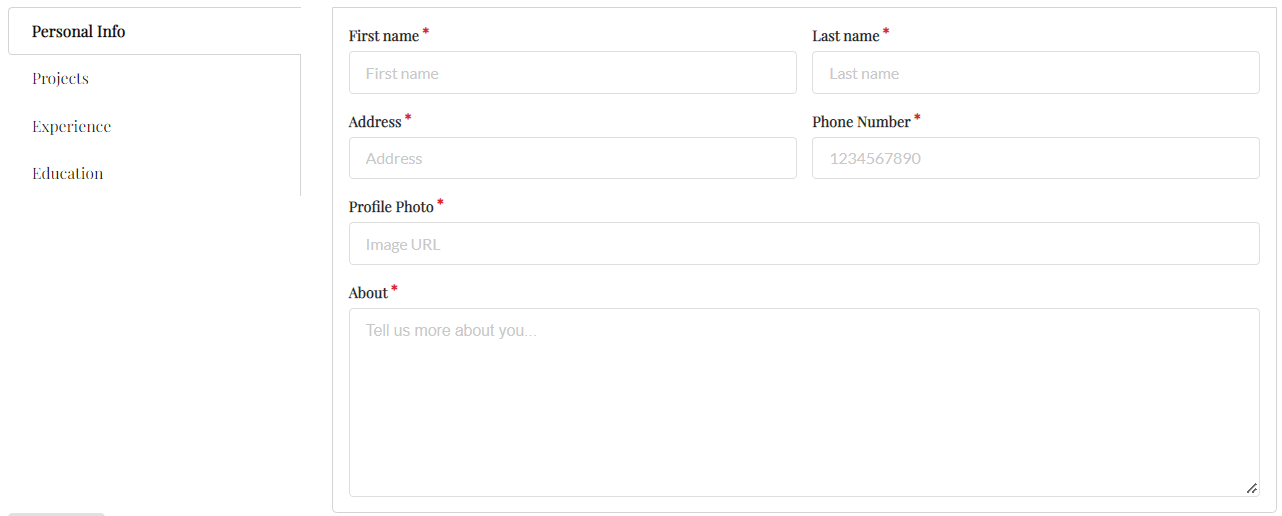 Personal Info
Projects
Experience
Education
First name *
Last name *
First name
Last name
Address *
Phone Number *
Address
1234567890
Profile Photo *
Image URL
About *
Tell us more about you...